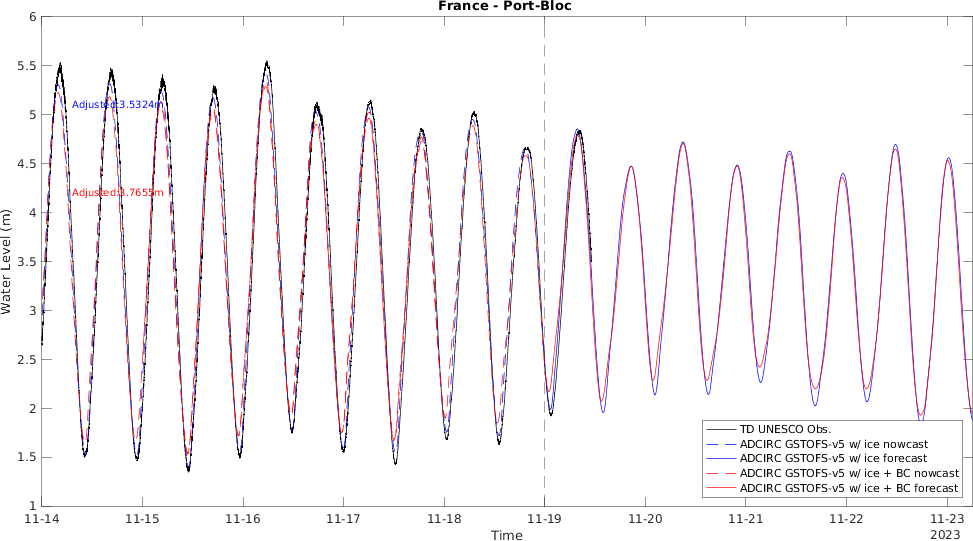 France - Port-Bloc
6
5.5
5
4.5
4
3.5
3
2.5
2
1.5
1
Water Level (m)
Adjusted:3.5324m
Adjusted:3.7655m
TD UNESCO Obs.
ADCIRC GSTOFS-v5 w/ ice nowcast
ADCIRC GSTOFS-v5 w/ ice forecast
ADCIRC GSTOFS-v5 w/ ice + BC nowcast
ADCIRC GSTOFS-v5 w/ ice + BC forecast
11-14 11-15 11-16 11-17 11-18 11-19 11-20 11-21 11-22 11-23
2023
Time